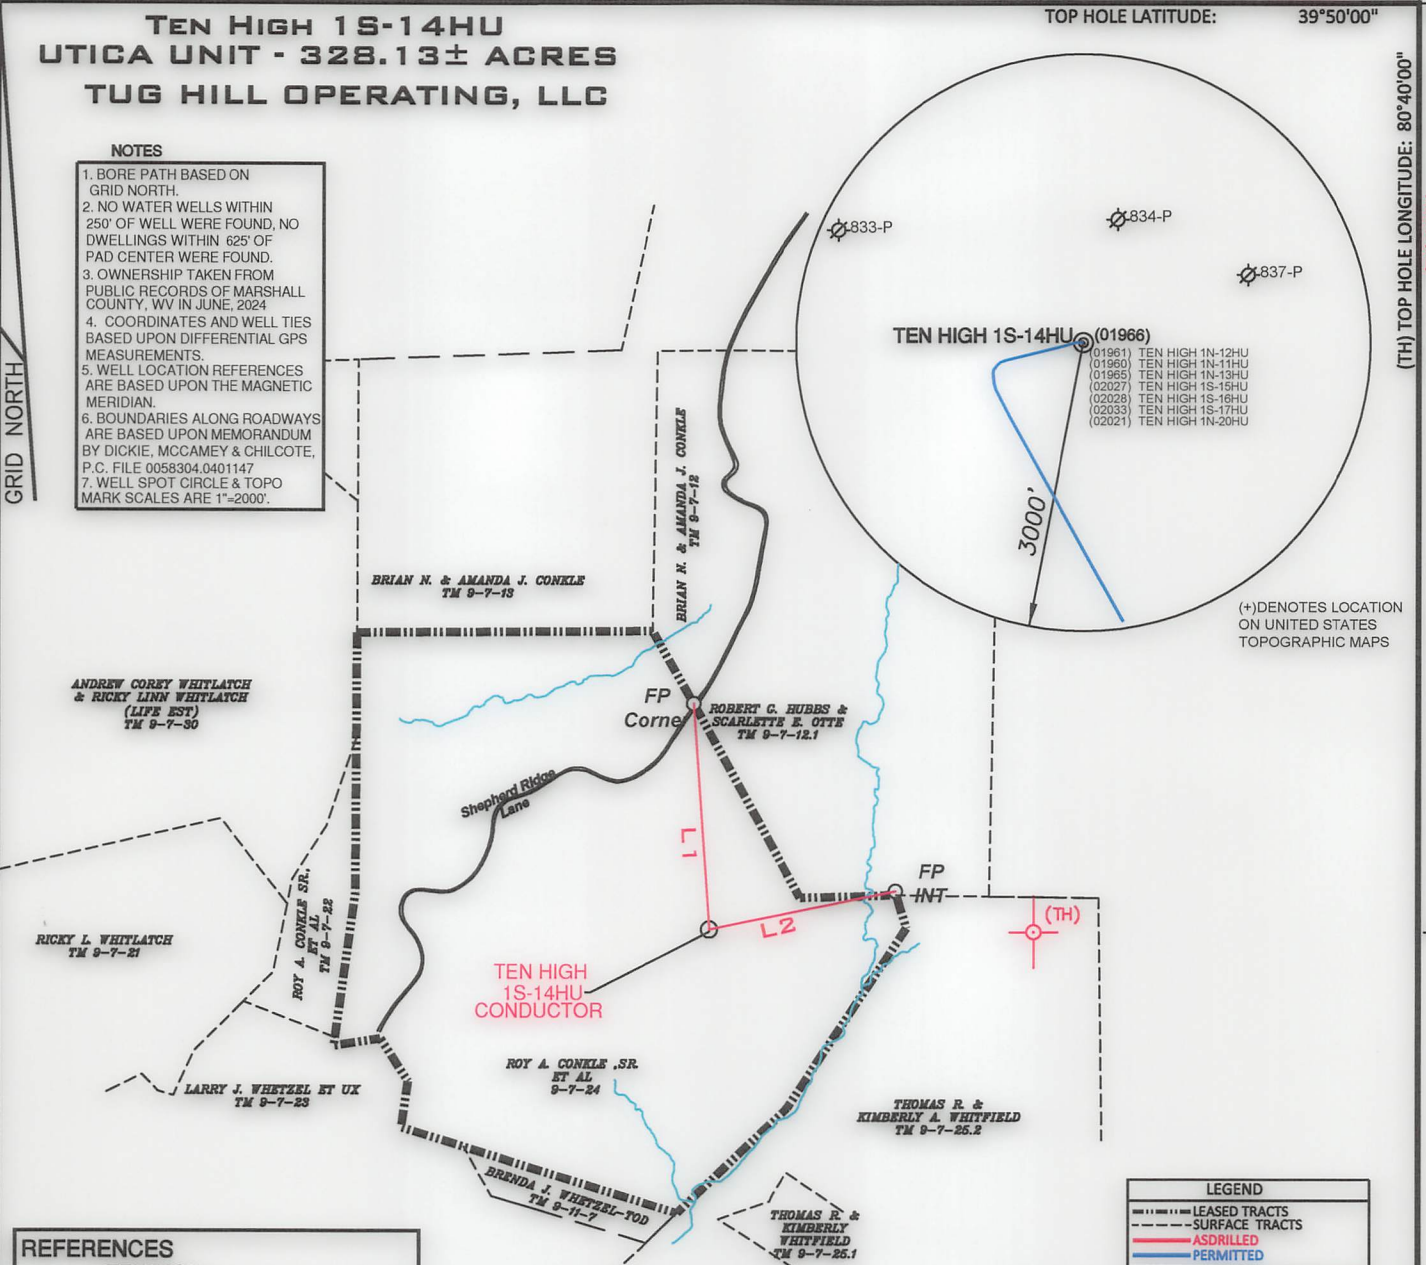 TEN HIGH 1S-14HU
UTICA UNIT - 328.13± ACRES
TUG HILL OPERATING, LLC
TOP HOLE LATITUDE: 39°50'00"
(TH) TOP HOLE LONGITUDE: 80°40'00"
NOTES
1. BORE PATH BASED ON
GRID NORTH.
2. NO WATER WELLS WITHIN
250' OF WELL WERE FOUND, NO
DWELLINGS WITHIN 625' OF
PAD CENTER WERE FOUND.
3. OWNERSHIP TAKEN FROM
PUBLIC RECORDS OF MARSHALL
COUNTY, WV IN JUNE, 2024
4. COORDINATES AND WELL TIES
BASED UPON DIFFERENTIAL GPS
MEASUREMENTS.
5. WELL LOCATION REFERENCES
ARE BASED UPON THE MAGNETIC
MERIDIAN.
6. BOUNDARIES ALONG ROADWAYS
ARE BASED UPON MEMORANDUM
BY DICKIE, MCCAMEY & CHILCOTE,
P.C. FILE 0058304.0401147
7. WELL SPOT CIRCLE & TOPO
MARK SCALES ARE 1"=2000'.
GRID NORTH
833-P
834-P
837-P
TEN HIGH 1S-14HU (01966)
(01961) TEN HIGH 1N-12HU
(01960) TEN HIGH 1N-11HU
(01965) TEN HIGH 1N-13HU
(02027) TEN HIGH 1S-15HU
(02028) TEN HIGH 1S-16HU
(02033) TEN HIGH 1S-17HU
(02021) TEN HIGH 1N-20HU
3000'
(+)DENOTES LOCATION
ON UNITED STATES
TOPOGRAPHIC MAPS
BRIAN N. & AMANDA J. CONKLE
TM 9-7-12
BRIAN N. & AMANDA J. CONKLE
TM 9-7-13
ANDREW COREY WHITLATCH
& RICKY LINN WHITLATCH
(LIFE EST)
TM 9-7-30
FP
Corner
ROBERT G. HUBBS &
SCARLETTE E. OTTE
TM 9-7-12.1
Shepherd Ridge
Lane
L1
FP
INT
L2
(TH)
ROY A. CONKLE SR.,
ET AL
TM 9-7-22
RICKY L. WHITLATCH
TM 9-7-21
TEN HIGH
1S-14HU
CONDUCTOR
ROY A. CONKLE ,SR
ET AL
9-7-24
LARRY J. WHETZEL ET UX
TM 9-7-23
THOMAS R. &
KIMBERLY A. WHITFIELD
TM 9-7-25.2
BRENDA J. WHETZEL-TOD
TM 9-11-7
THOMAS R. &
KIMBERLY
WHITFIELD
TM 9-7-25.1
LEGEND
LEASED TRACTS
SURFACE TRACTS
ASDRILLED
PERMITTED
REFERENCES